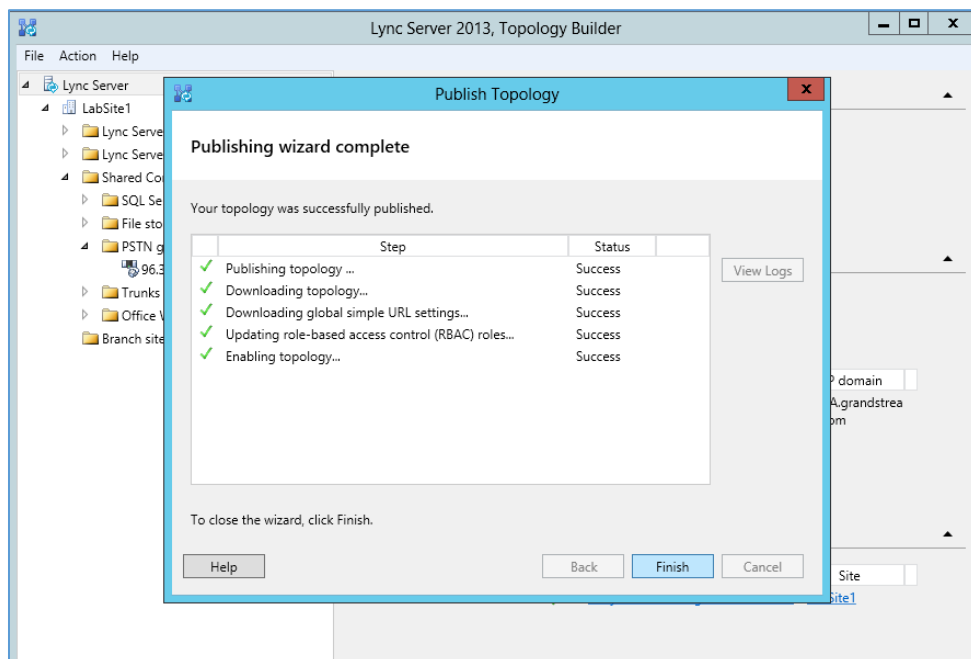 Lync Server 2013, Topology Builder
File Action Help
Lync Server
LabSite1
Lync Serve
Lync Serve
Shared Co
SQL Se
File sto
PSTN g
96.3
Trunks
Office
Branch site
Publish Topology
Publishing wizard complete
Your topology was successfully published.
Step Status
Publishing topology ... Success
Downloading topology... Success
Downloading global simple URL settings... Success
Updating role-based access control (RBAC) roles... Success
Enabling topology... Success
View Logs
To close the wizard, click Finish.
Help Back Finish Cancel
domain
A.grandstrea
om
Site
Site1